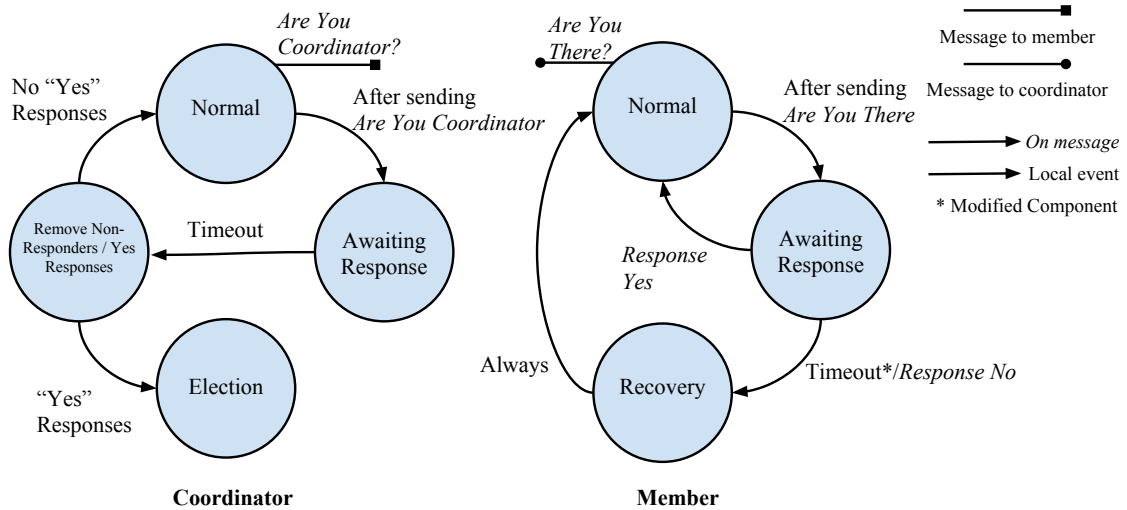 Are You
Coordinator?
No “Yes”
Responses
Normal
After sending
Are You Coordinator
Remove Non-
Responders / Yes
Responses
Timeout
Awaiting
Response
“Yes”
Responses
Election
Coordinator
Are You
There?
Normal
After sending
Are You There
Awaiting
Response
Response
Yes
Always
Recovery
Timeout*/Response No
Member
Message to member
Message to coordinator
On message
Local event
* Modified Component